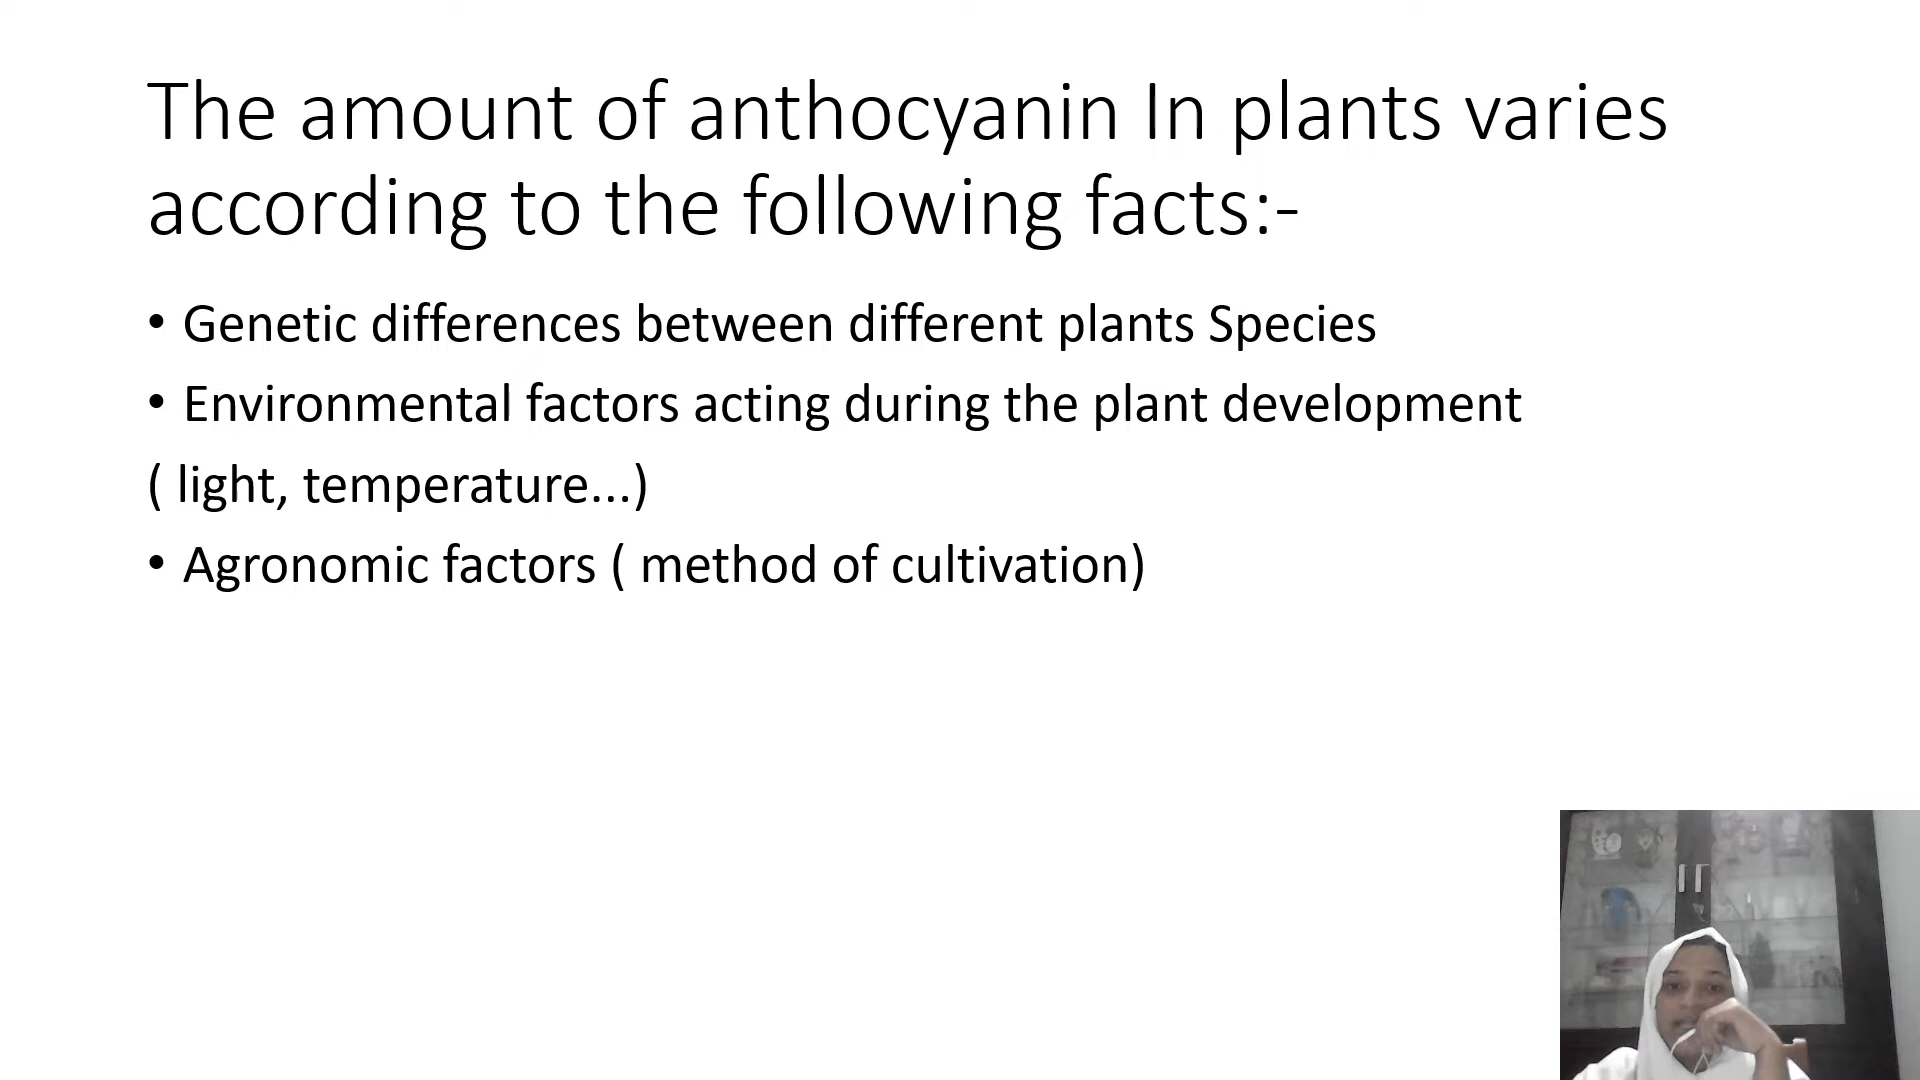 The amount of anthocyanin In plants varies
according to the following facts:-
• Genetic differences between different plants Species
• Environmental factors acting during the plant development
( light, temperature...)
• Agronomic factors ( method of cultivation)